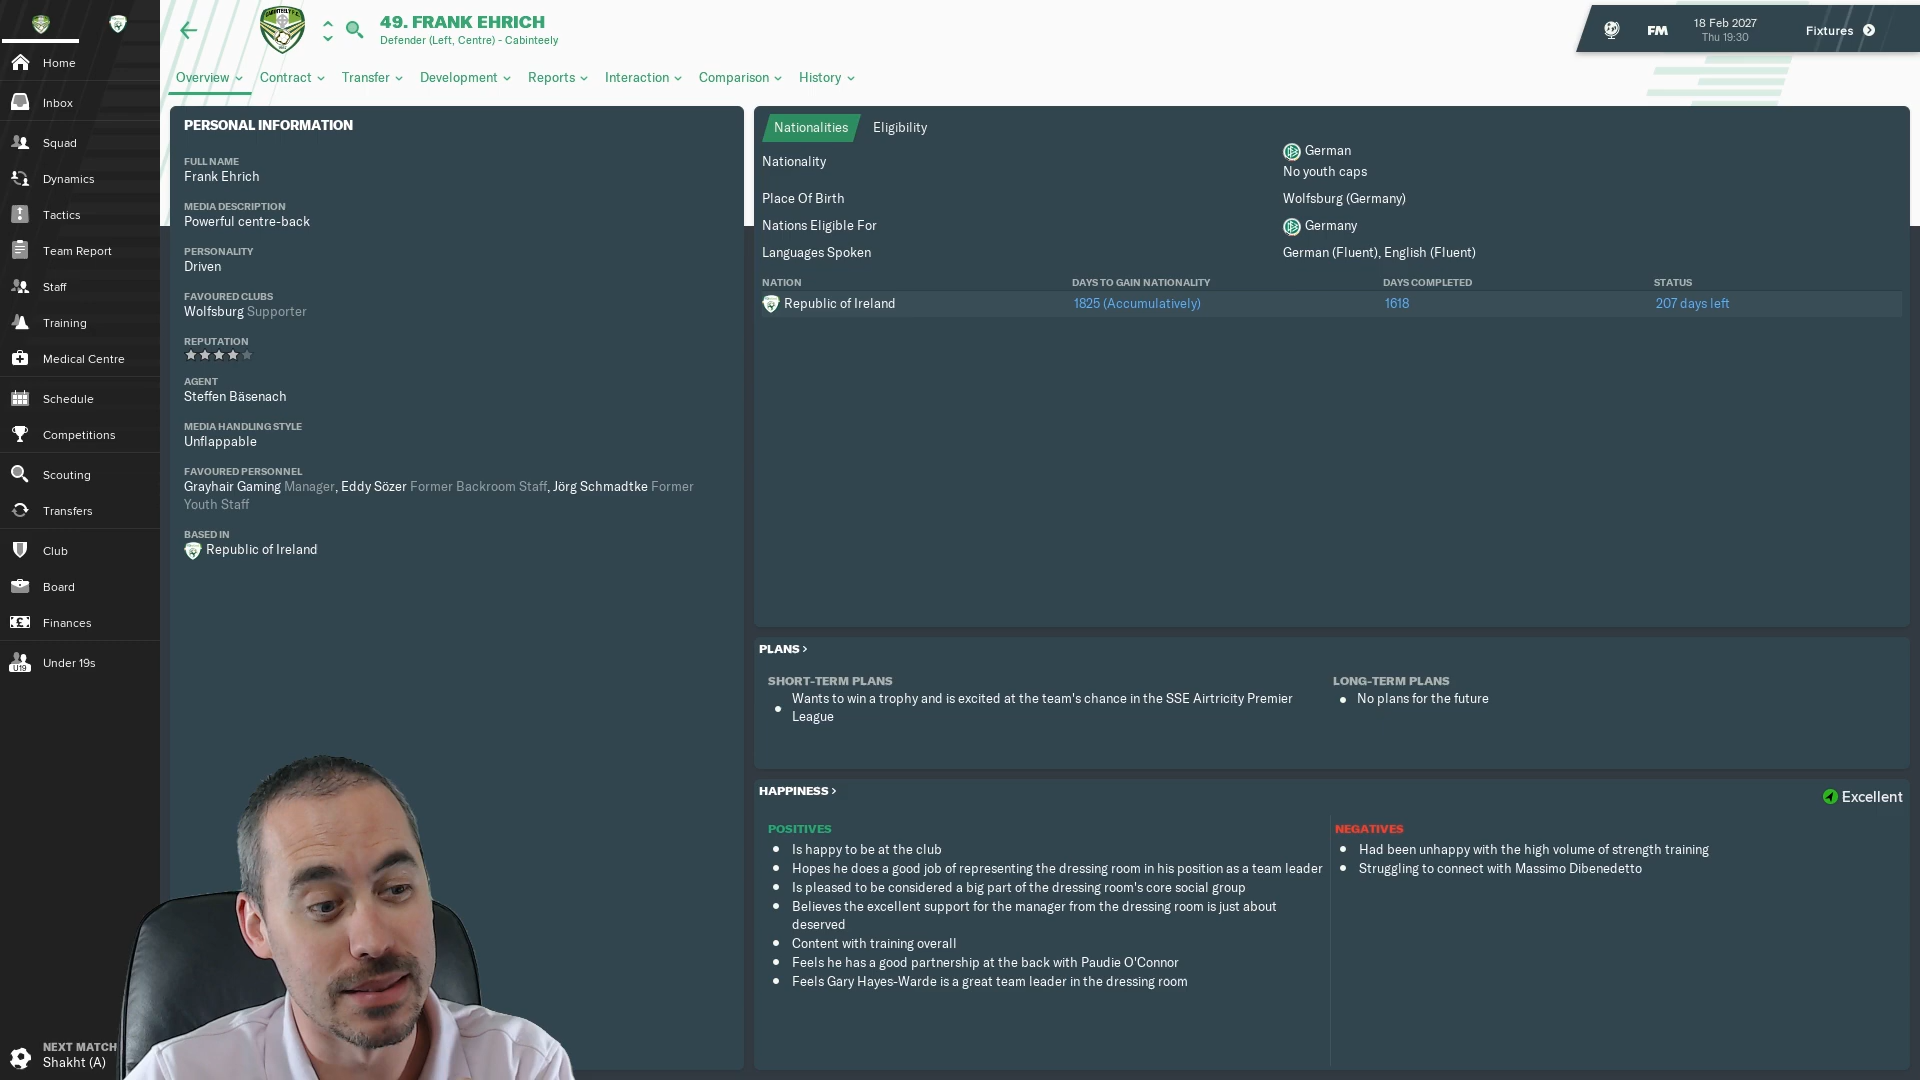 49. FRANK EHRICH
Defender (Left, Centre) - Cabinteely
FM
18 Feb 2027
Thu 19:30
Fixtures
Overview
Contract
Transfer
Development
Reports
Interaction
Comparison
History
Home
Inbox
Squad
Dynamics
Tactics
Team Report
Staff
Training
Medical Centre
Schedule
Competitions
Scouting
Transfers
Club
Board
Finances
U19
Under 19s
NEXT MATCH
Shakht (A)
PERSONAL INFORMATION
FULL NAME
Frank Ehrich
MEDIA DESCRIPTION
Powerful centre-back
PERSONALITY
Driven
FAVOURED CLUBS
Wolfsburg Supporter
REPUTATION
AGENT
Steffen Bäsenach
MEDIA HANDLING STYLE
Unflappable
FAVOURED PERSONNEL
Grayhair Gaming Manager, Eddy Sözer Former Backroom Staff, Jörg Schmadtke Former
Youth Staff
BASED IN
Republic of Ireland
Nationalities
Eligibility
Nationality
German
No youth caps
Place Of Birth
Wolfsburg (Germany)
Nations Eligible For
Germany
Languages Spoken
German (Fluent), English (Fluent)
NATION
DAYS TO GAIN NATIONALITY
DAYS COMPLETED
STATUS
Republic of Ireland
1825 (Accumulatively)
1618
207 days left
PLANS >
SHORT-TERM PLANS
Wants to win a trophy and is excited at the team's chance in the SSE Airtricity Premier
League
LONG-TERM PLANS
No plans for the future
HAPPINESS >
Excellent
POSITIVES
Is happy to be at the club
Hopes he does a good job of representing the dressing room in his position as a team leader
Is pleased to be considered a big part of the dressing room's core social group
Believes the excellent support for the manager from the dressing room is just about
deserved
Content with training overall
Feels he has a good partnership at the back with Paudie O'Connor
Feels Gary Hayes-Warde is a great team leader in the dressing room
NEGATIVES
Had been unhappy with the high volume of strength training
Struggling to connect with Massimo Dibenedetto